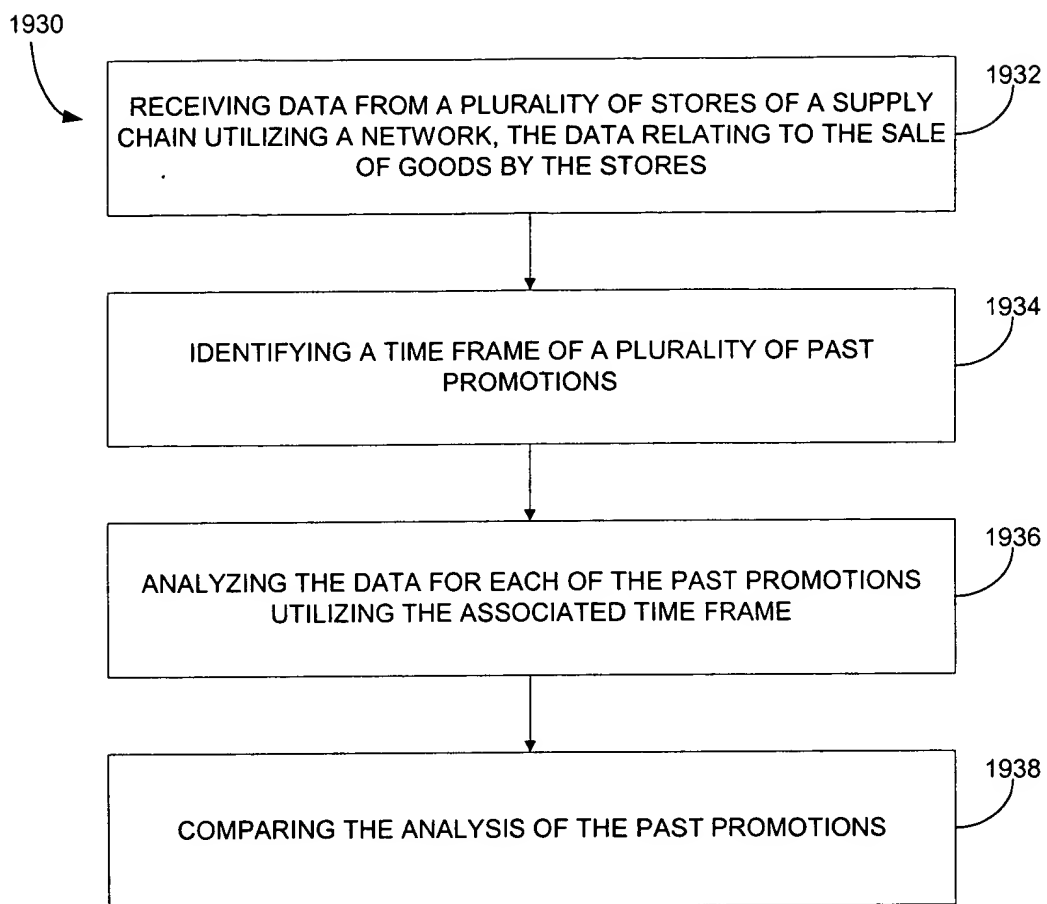 1930
1932
RECEIVING DATA FROM A PLURALITY OF STORES OF A SUPPLY
CHAIN UTILIZING A NETWORK, THE DATA RELATING TO THE SALE
OF GOODS BY THE STORES
1934
IDENTIFYING A TIME FRAME OF A PLURALITY OF PAST
PROMOTIONS
1936
ANALYZING THE DATA FOR EACH OF THE PAST PROMOTIONS
UTILIZING THE ASSOCIATED TIME FRAME
1938
COMPARING THE ANALYSIS OF THE PAST PROMOTIONS